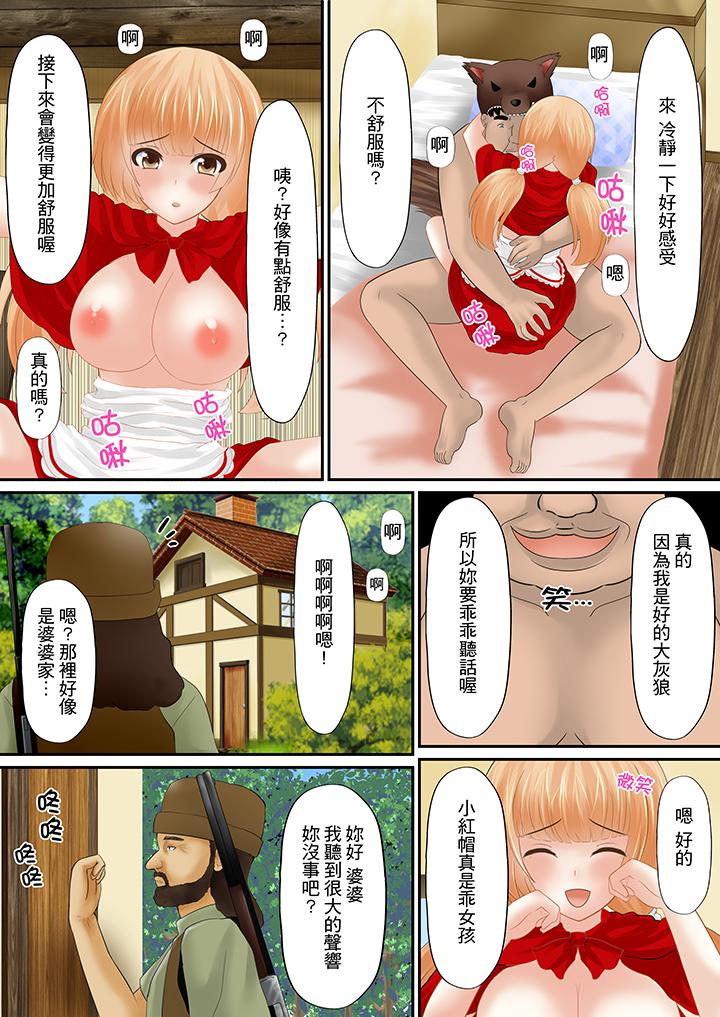 來 冷靜一下好好感受
不舒服嗎？
啊
啊
嗯
哈啊
哈啊
咕啾
咕啾
咦？好像有點舒服…？
接下來會變得
更加舒服喔
真的嗎？
啊
啊
咕啾
咕啾
真的
因為我是好的大灰狼
所以妳要乖乖聽話喔
笑…
啊
啊
啊啊啊啊嗯！
嗯？那裡好像
是婆婆家…
嗯 好的
小紅帽真是乖女孩
微笑
妳好 婆婆
我聽到很大的聲響
妳沒事吧？
咚咚
咚咚